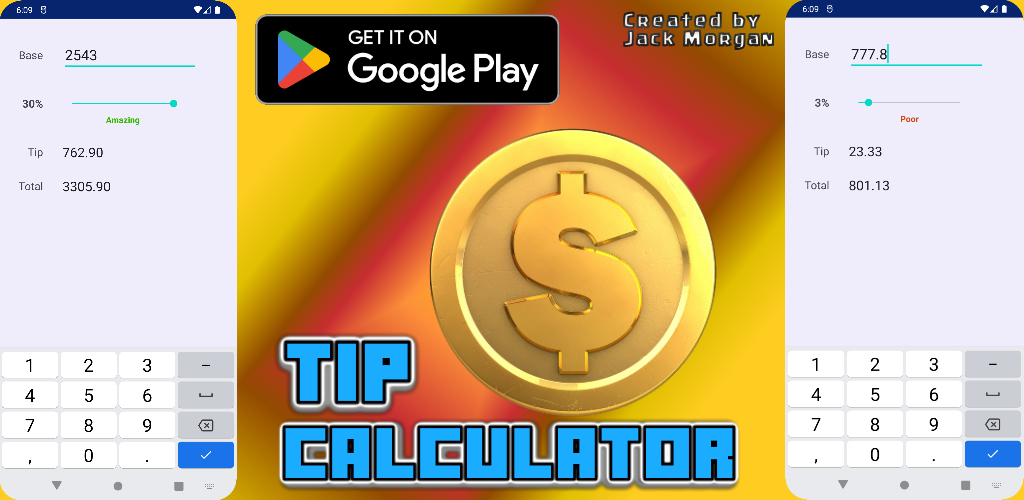 6:09
Base 2543
30%
Amazing
Tip 762.90
Total 3305.90
1 2 3 -
4 5 6
7 8 9
, 0 .
GET IT ON
Google Play
Created by
Jack Morgan
$
TIP
CALCULATOR
6:09
Base 777.8
3%
Poor
Tip 23.33
Total 801.13
1 2 3 -
4 5 6
7 8 9
, 0 .